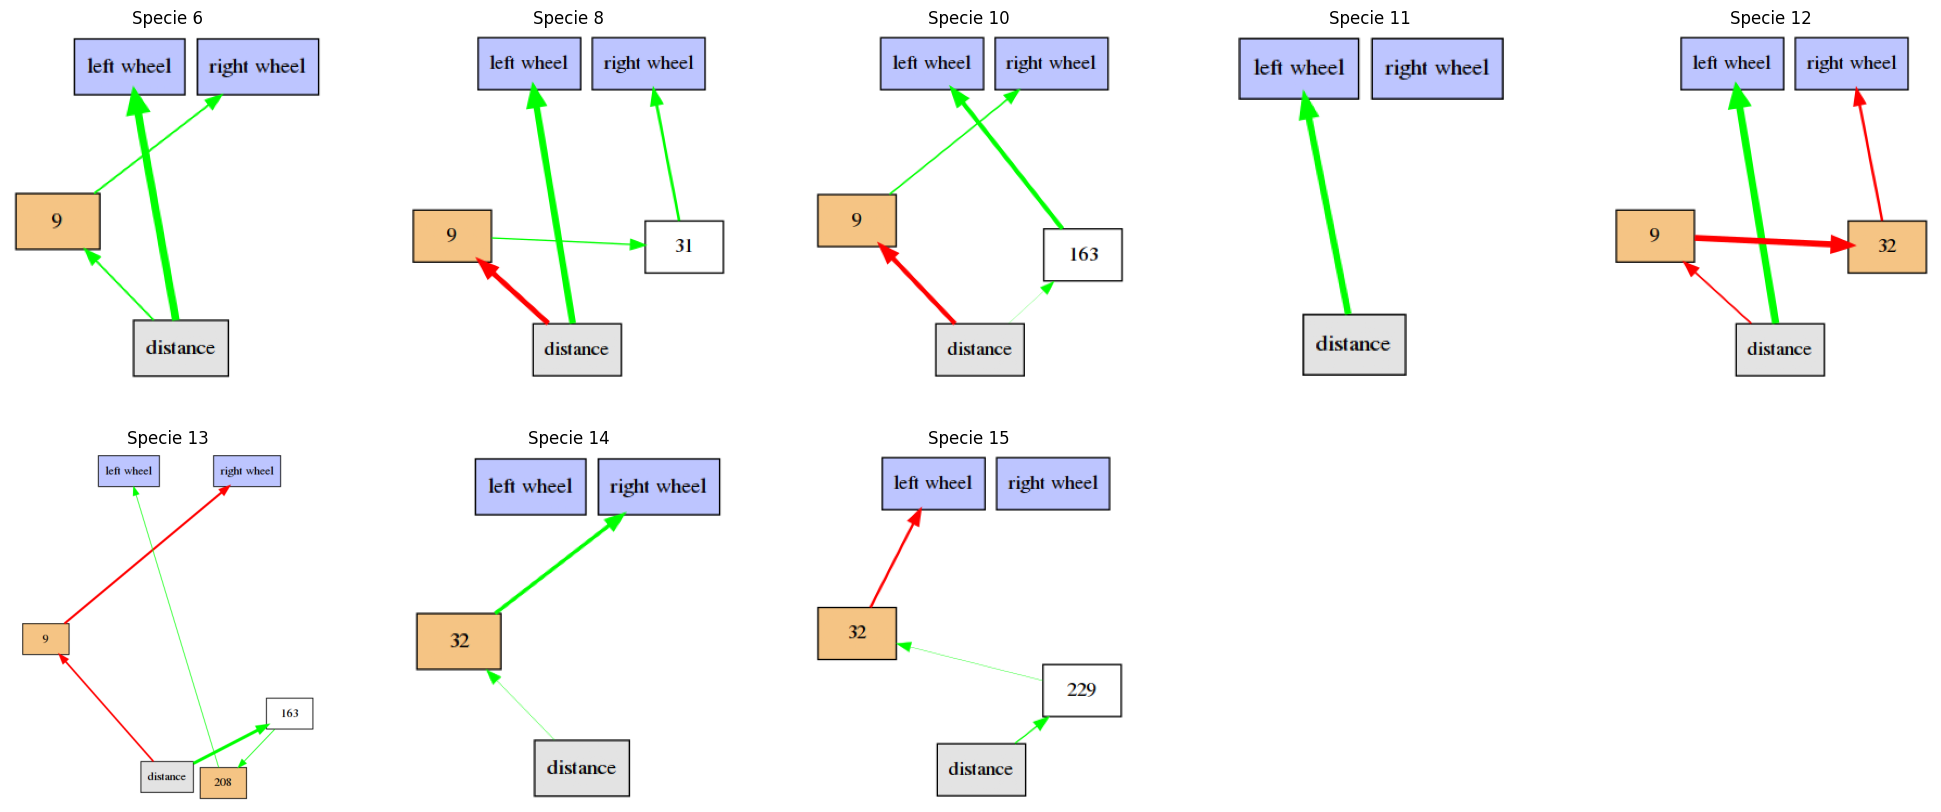 Specie 6
left wheel
right wheel
9
distance
Specie 8
left wheel
right wheel
9
31
distance
Specie 10
left wheel
right wheel
9
163
distance
Specie 11
left wheel
right wheel
distance
Specie 12
left wheel
right wheel
9
32
distance
Specie 13
left wheel
right wheel
9
163
distance
208
Specie 14
left wheel
right wheel
32
distance
Specie 15
left wheel
right wheel
32
229
distance